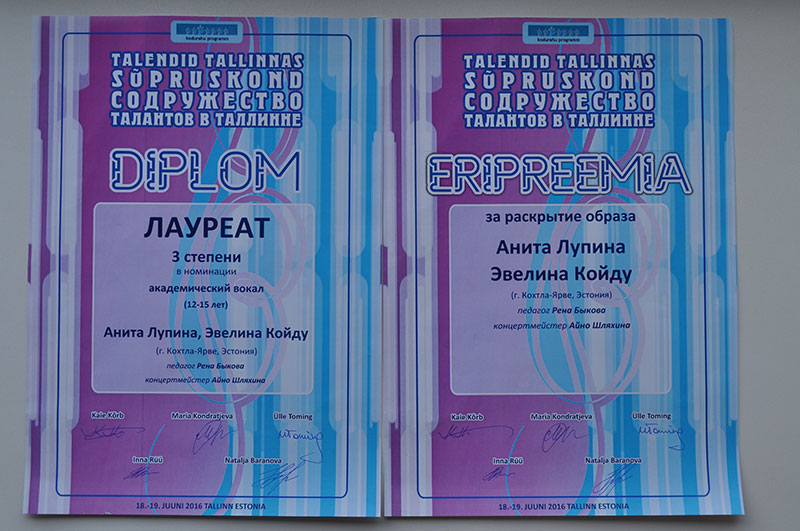 kodurahu programm
TALENDID TALLINNAS
SÕPRUSKOND
СОДРУЖЕСТВО
ТАЛАНТОВ В ТАЛЛИННЕ
DIPLOM
ЛАУРЕАТ
3 степени
в номинации
академический вокал
(12-15 лет)
Анита Лупина, Эвелина Койду
(г. Кохтла-Ярве, Эстония)
педагог Рена Быкова
концертмейстер Айно Шляхина
Kaie Kõrb Maria Kondratjeva Ülle Toming
Inna Rüü Natalja Baranova
18.-19. JUUNI 2016 TALLINN ESTONIA
kodurahu programm
TALENDID TALLINNAS
SÕPRUSKOND
СОДРУЖЕСТВО
ТАЛАНТОВ В ТАЛЛИННЕ
ERIPREEMIA
за раскрытие образа
Анита Лупина
Эвелина Койду
(г. Кохтла-Ярве, Эстония)
педагог Рена Быкова
концертмейстер Айно Шляхина
Kaie Kõrb Maria Kondratjeva Ülle Toming
Inna Rüü Natalja Baranova
18.-19. JUUNI 2016 TALLINN ESTONIA